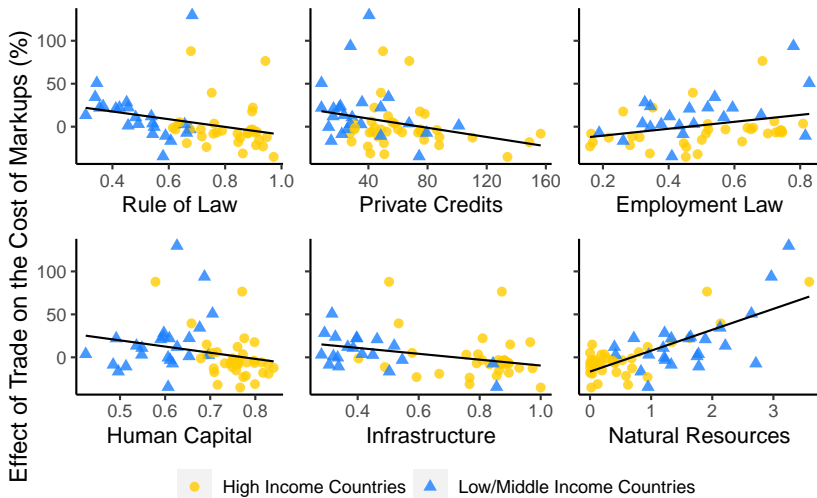 Effect of Trade on the Cost of Markups (%)
100
50
0
0.4 0.6 0.8 1.0
Rule of Law
40 80 120 160
Private Credits
0.2 0.4 0.6 0.8
Employment Law
100
50
0
0.5 0.6 0.7 0.8
Human Capital
0.4 0.6 0.8 1.0
Infrastructure
0 1 2 3
Natural Resources
High Income Countries Low/Middle Income Countries